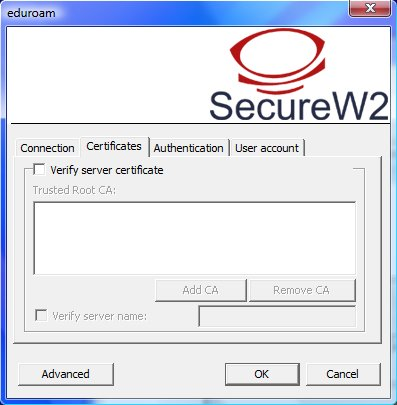 eduroam
SecureW2
Connection Certificates Authentication User account
Verify server certificate
Trusted Root CA:
Add CA Remove CA
Verify server name:
Advanced OK Cancel